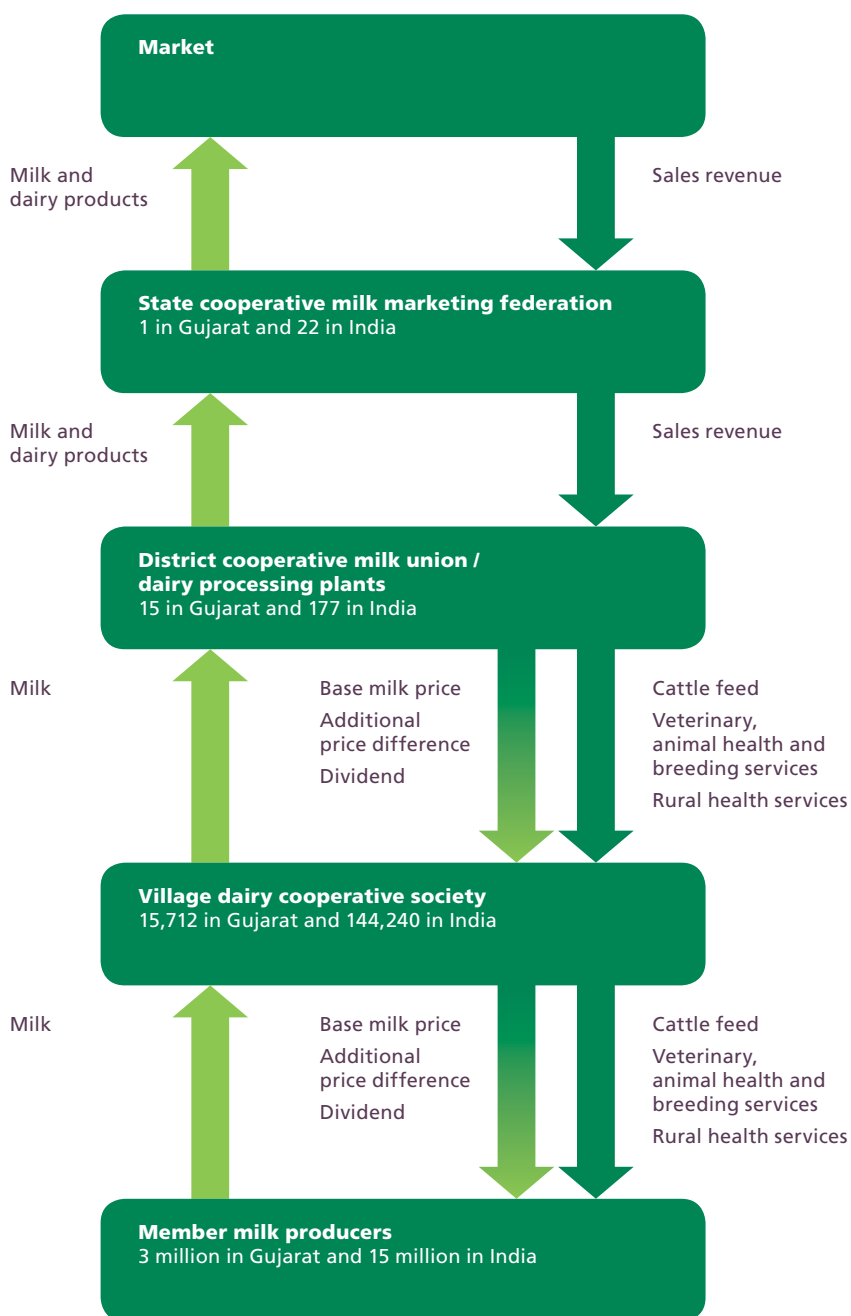 Market
Milk and
dairy products
Sales revenue
State cooperative milk marketing federation
1 in Gujarat and 22 in India
Milk and
dairy products
Sales revenue
District cooperative milk union /
dairy processing plants
15 in Gujarat and 177 in India
Milk
Base milk price
Additional
price difference
Dividend
Cattle feed
Veterinary,
animal health and
breeding services
Rural health services
Village dairy cooperative society
15,712 in Gujarat and 144,240 in India
Milk
Base milk price
Additional
price difference
Dividend
Cattle feed
Veterinary,
animal health and
breeding services
Rural health services
Member milk producers
3 million in Gujarat and 15 million in India